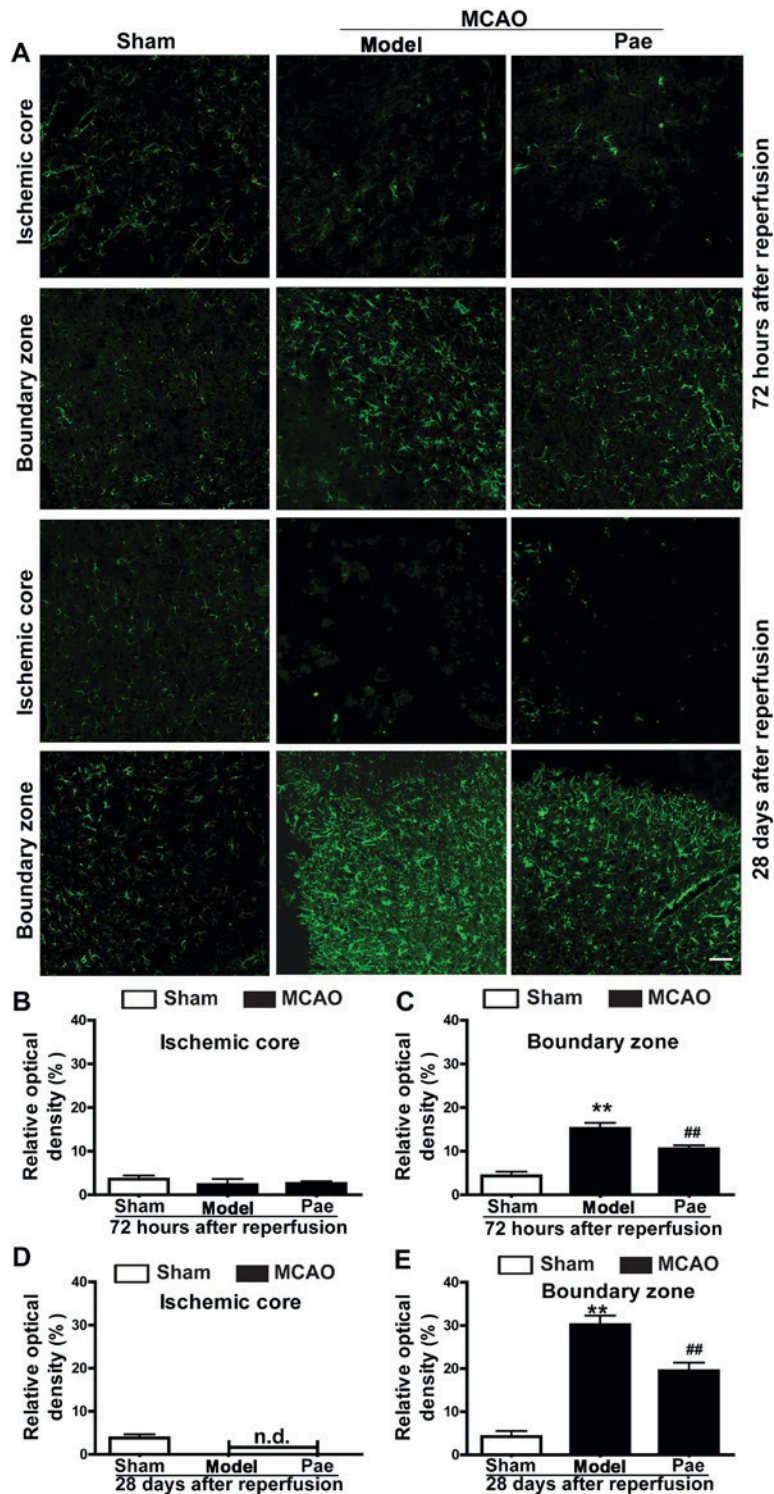 MCAO
Sham
Model
Pae
A
Ischemic core
Boundary zone
72 hours after reperfusion
Ischemic core
Boundary zone
28 days after reperfusion
B
Sham
MCAO
Ischemic core
Relative optical
density (%)
40
30
20
10
0
Sham
Model
Pae
72 hours after reperfusion
C
Sham
MCAO
Boundary zone
Relative optical
density (%)
40
30
20
10
0
**
##
Sham
Model
Pae
72 hours after reperfusion
D
Sham
MCAO
Ischemic core
Relative optical
density (%)
40
30
20
10
0
n.d.
Sham
Model
Pae
28 days after reperfusion
E
Sham
MCAO
Boundary zone
Relative optical
density (%)
40
30
20
10
0
**
##
Sham
Model
Pae
28 days after reperfusion